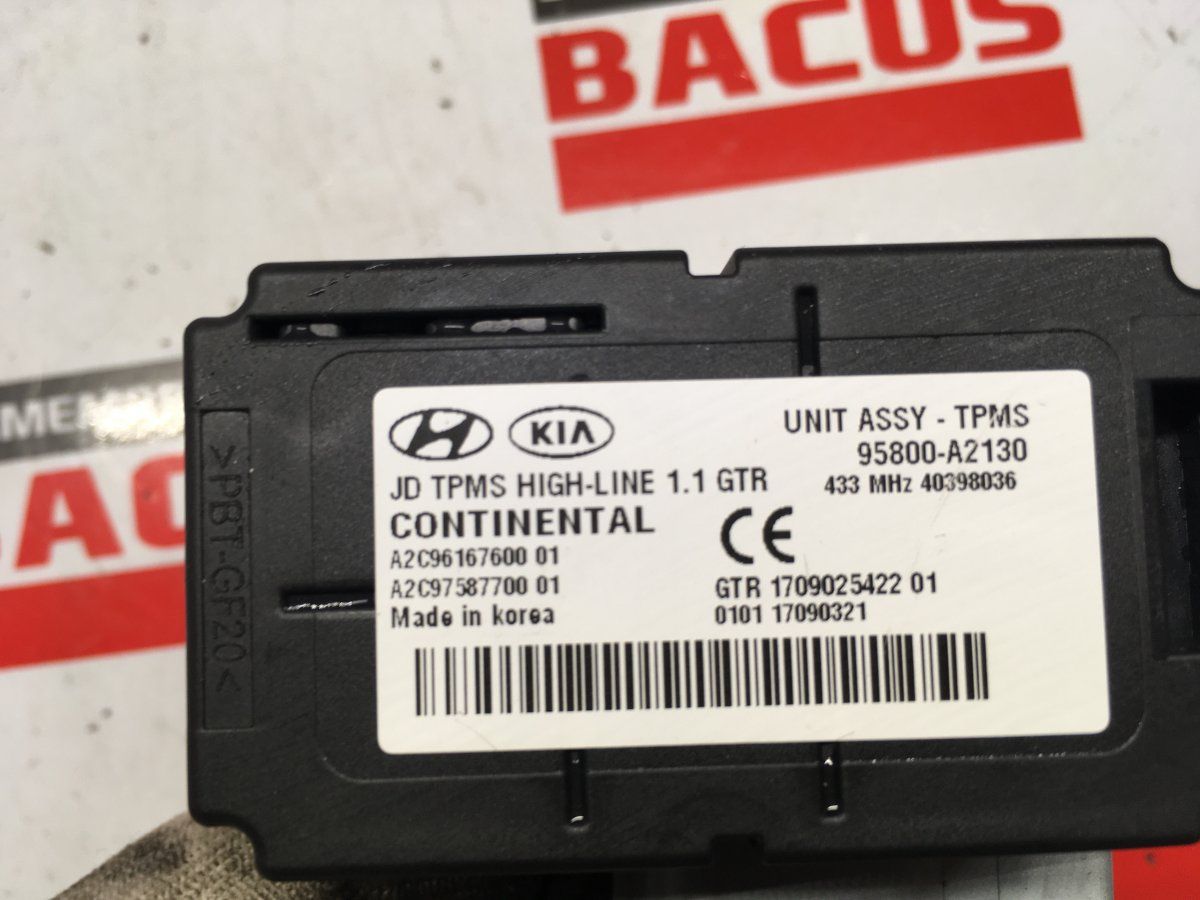 BACUS
>PBT-GF20<
KIA
UNIT ASSY - TPMS
95800-A2130
JD TPMS HIGH-LINE 1.1 GTR
433 MHz 40398036
CONTINENTAL
CE
A2C96167600 01
A2C97587700 01
GTR 1709025422 01
Made in korea
0101 17090321